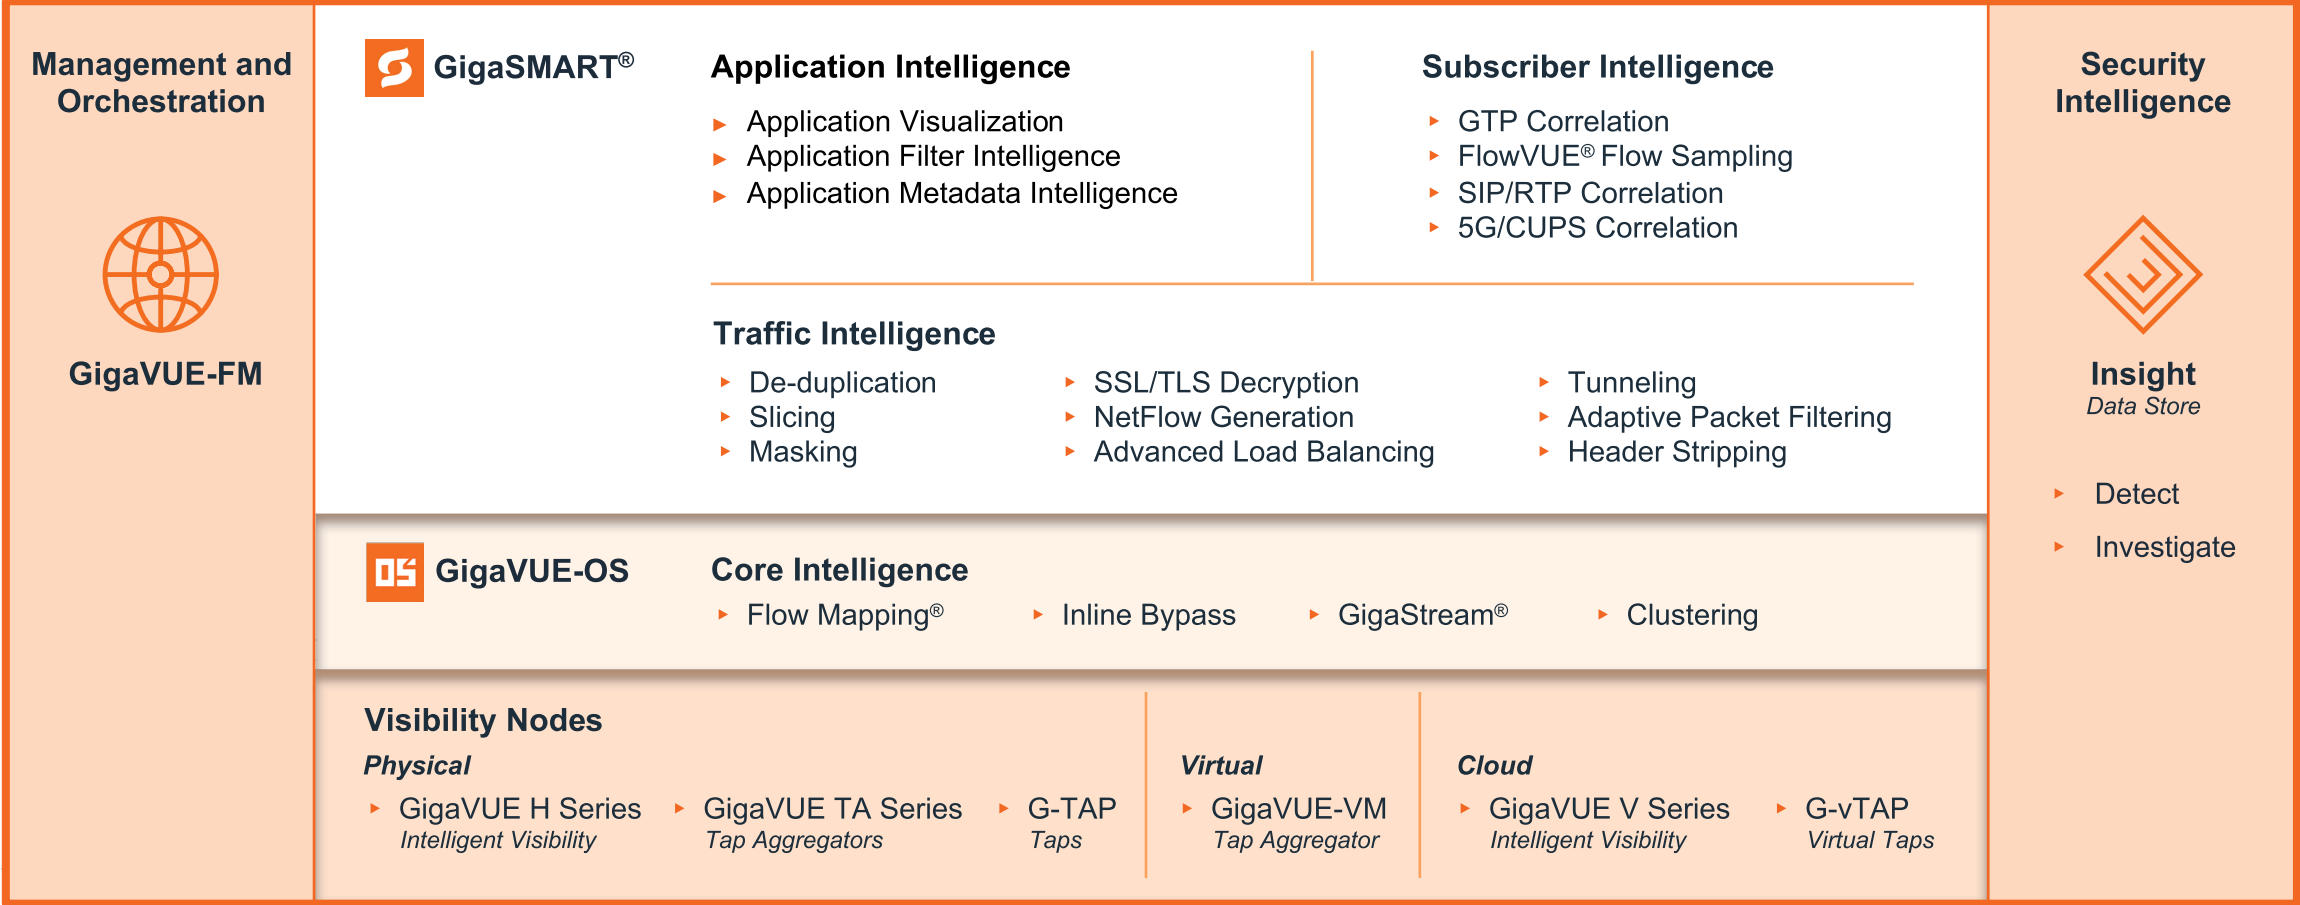 Management and
Orchestration
GigaVUE-FM
GigaSMART®
Application Intelligence
Application Visualization
Application Filter Intelligence
Application Metadata Intelligence
Subscriber Intelligence
GTP Correlation
FlowVUE® Flow Sampling
SIP/RTP Correlation
5G/CUPS Correlation
Traffic Intelligence
De-duplication
Slicing
Masking
SSL/TLS Decryption
NetFlow Generation
Advanced Load Balancing
Tunneling
Adaptive Packet Filtering
Header Stripping
OS
GigaVUE-OS
Core Intelligence
Flow Mapping®
Inline Bypass
GigaStream®
Clustering
Visibility Nodes
Physical
GigaVUE H Series
Intelligent Visibility
GigaVUE TA Series
Tap Aggregators
G-TAP
Taps
Virtual
GigaVUE-VM
Tap Aggregator
Cloud
GigaVUE V Series
Intelligent Visibility
G-vTAP
Virtual Taps
Security
Intelligence
Insight
Data Store
Detect
Investigate